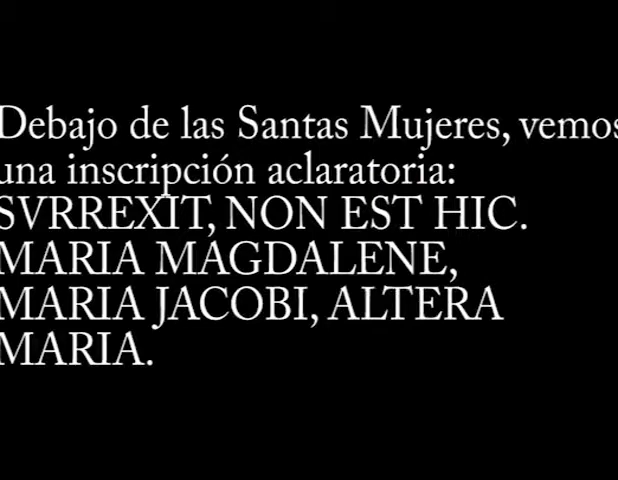 Debajo de las Santas Mujeres, vemos
una inscripción aclaratoria:
SVRREXIT, NON EST HIC.
MARIA MAGDALENE,
MARIA JACOBI, ALTERA
MARIA.